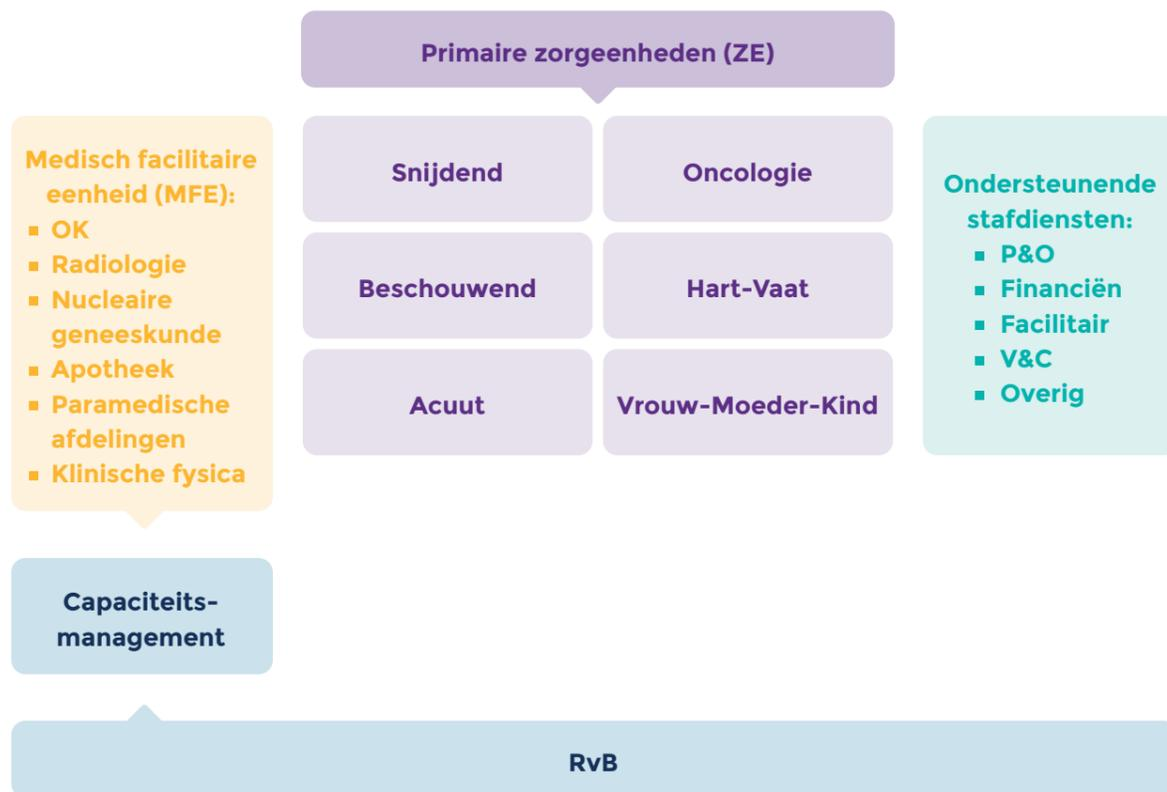 Primaire zorgeenheden (ZE)
Medisch facilitaire
eenheid (MFE):
▪ OK
▪ Radiologie
▪ Nucleaire
geneeskunde
▪ Apotheek
▪ Paramedische
afdelingen
▪ Klinische fysica
Snijdend
Oncologie
Beschouwend
Hart-Vaat
Acuut
Vrouw-Moeder-Kind
Ondersteunende
stafdiensten:
▪ P&O
▪ Financiën
▪ Facilitair
▪ V&C
▪ Overig
Capaciteits-
management
RvB